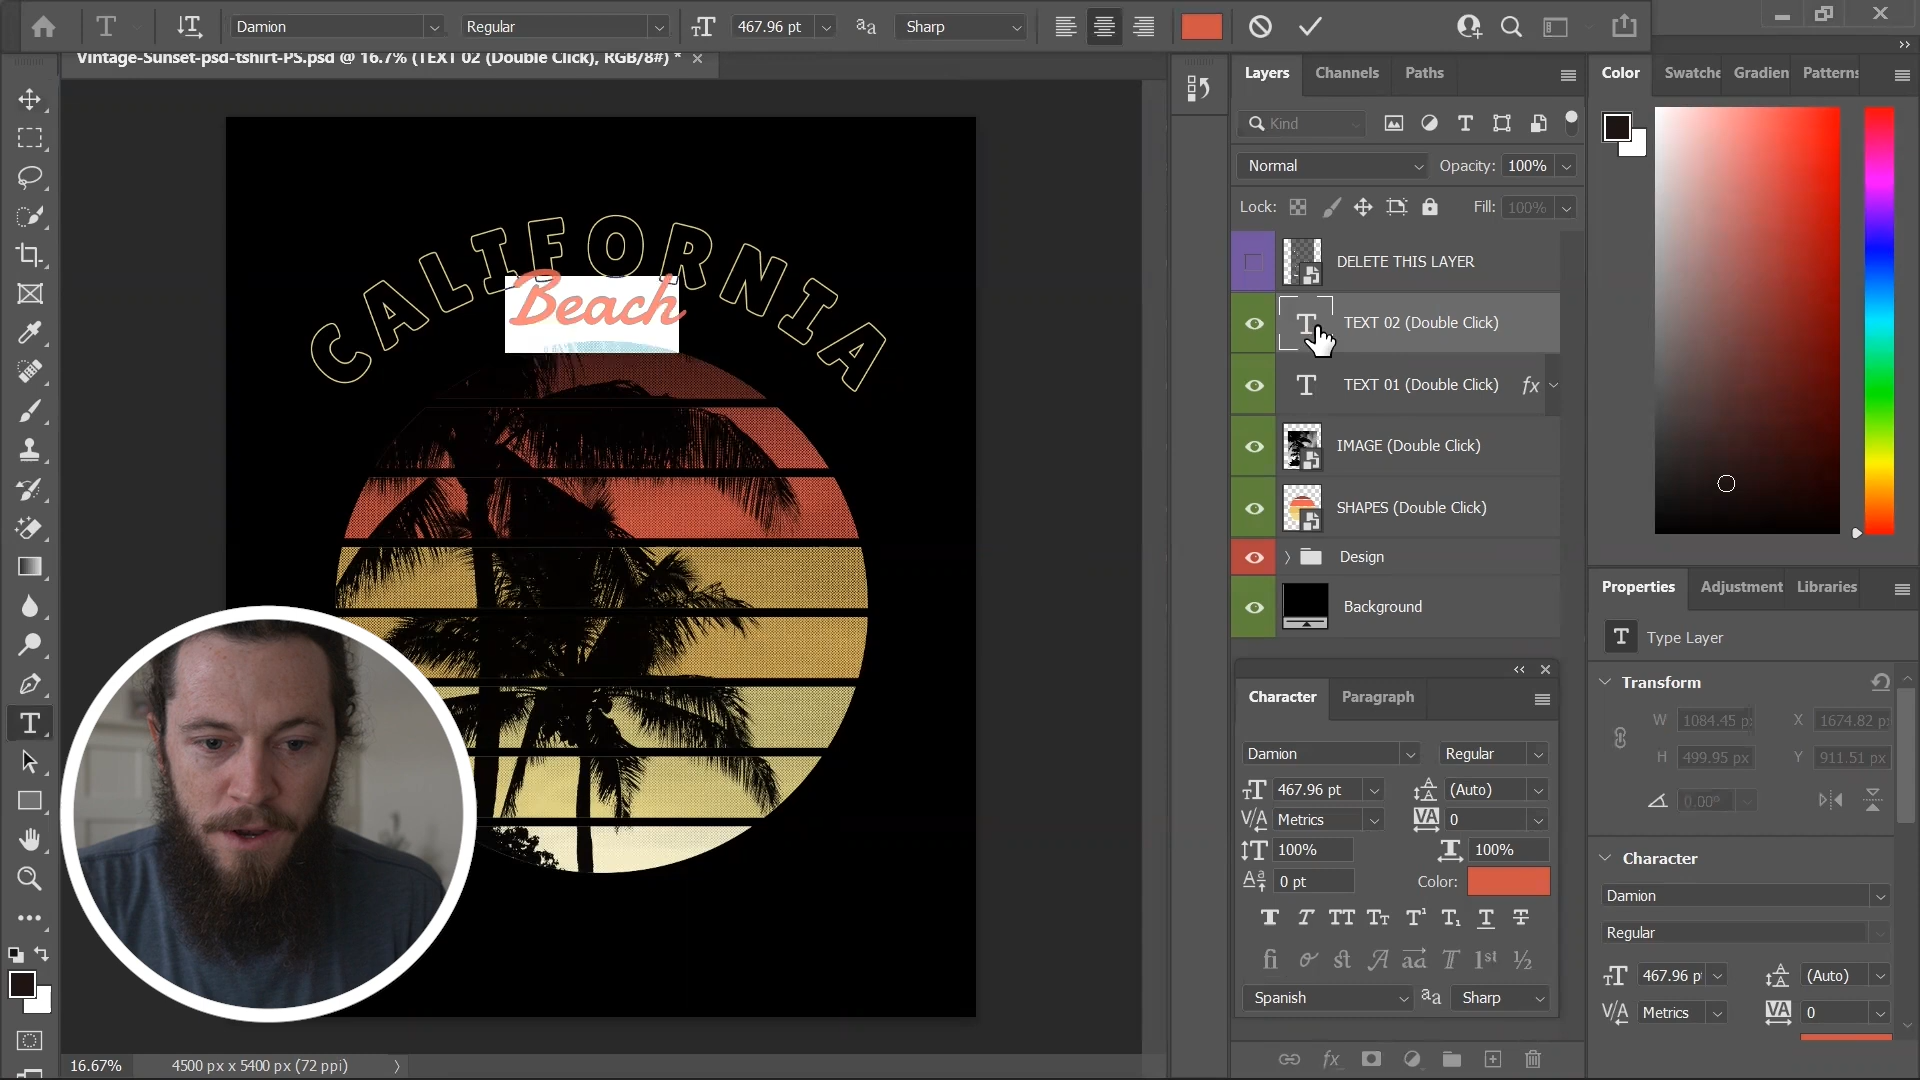 Damion
Regular
467.96 pt
Sharp
Vintage-Sunset-psd-tshirt-PS.psd @ 16.7% (TEXT 02 (Double Click), RGB/8#) *
Layers
Channels
Paths
Color
Swatche
Gradien
Patterns
Kind
Normal
Opacity:
100%
Lock:
Fill:
100%
DELETE THIS LAYER
TEXT 02 (Double Click)
TEXT 01 (Double Click)
fx
IMAGE (Double Click)
SHAPES (Double Click)
Design
Background
CALIFORNIA
Beach
Properties
Adjustment
Libraries
Type Layer
Transform
W
1084.45 p
X
1674.82 p
H
499.95 px
Y
911.51 px
0.00°
Character
Paragraph
Damion
Regular
467.96 pt
(Auto)
Metrics
0
100%
100%
0 pt
Color:
Spanish
Sharp
Character
Damion
Regular
467.96 p
(Auto)
Metrics
0
16.67%
4500 px x 5400 px (72 ppi)